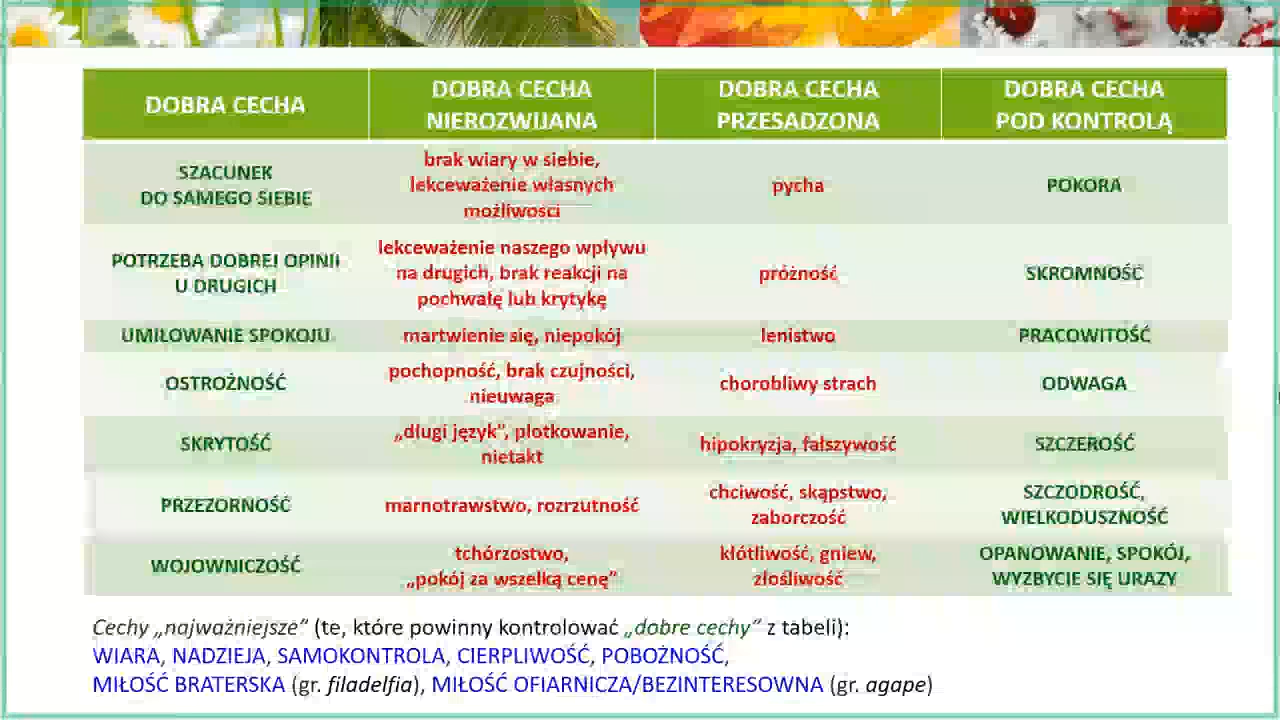 DOBRA CECHA
DOBRA CECHA
NIEROZWIJANA
DOBRA CECHA
PRZESADZONA
DOBRA CECHA
POD KONTROLĄ
SZACUNEK
DO SAMEGO SIEBIE
brak wiary w siebie,
lekceważenie własnych
możliwości
pycha
POKORA
POTRZEBA DOBREJ OPINII
U DRUGICH
lekceważenie naszego wpływu
na drugich, brak reakcji na
pochwałę lub krytykę
próżność
SKROMNOŚĆ
UMIŁOWANIE SPOKOJU
martwienie się, niepokój
lenistwo
PRACOWITOŚĆ
OSTROŻNOŚĆ
pochopność, brak czujności,
nieuwaga
chorobliwy strach
ODWAGA
SKRYTOŚĆ
„długi język”, plotkowanie,
nietakt
hipokryzja, fałszywość
SZCZEROŚĆ
PRZEZORNOŚĆ
marnotrawstwo, rozrzutność
chciwość, skąpstwo,
zaborczość
SZCZODROŚĆ,
WIELKODUSZNOŚĆ
WOJOWNICZOŚĆ
tchórzostwo,
„pokój za wszelką cenę”
kłótliwość, gniew,
złośliwość
OPANOWANIE, SPOKÓJ,
WYZBYCIE SIĘ URAZY
Cechy „najważniejsze” (te, które powinny kontrolować „dobre cechy” z tabeli):
WIARA, NADZIEJA, SAMOKONTROLA, CIERPLIWOŚĆ, POBOŻNOŚĆ,
MIŁOŚĆ BRATERSKA (gr. filadelfia), MIŁOŚĆ OFIARNICZA/BEZINTERESOWNA (gr. agape)